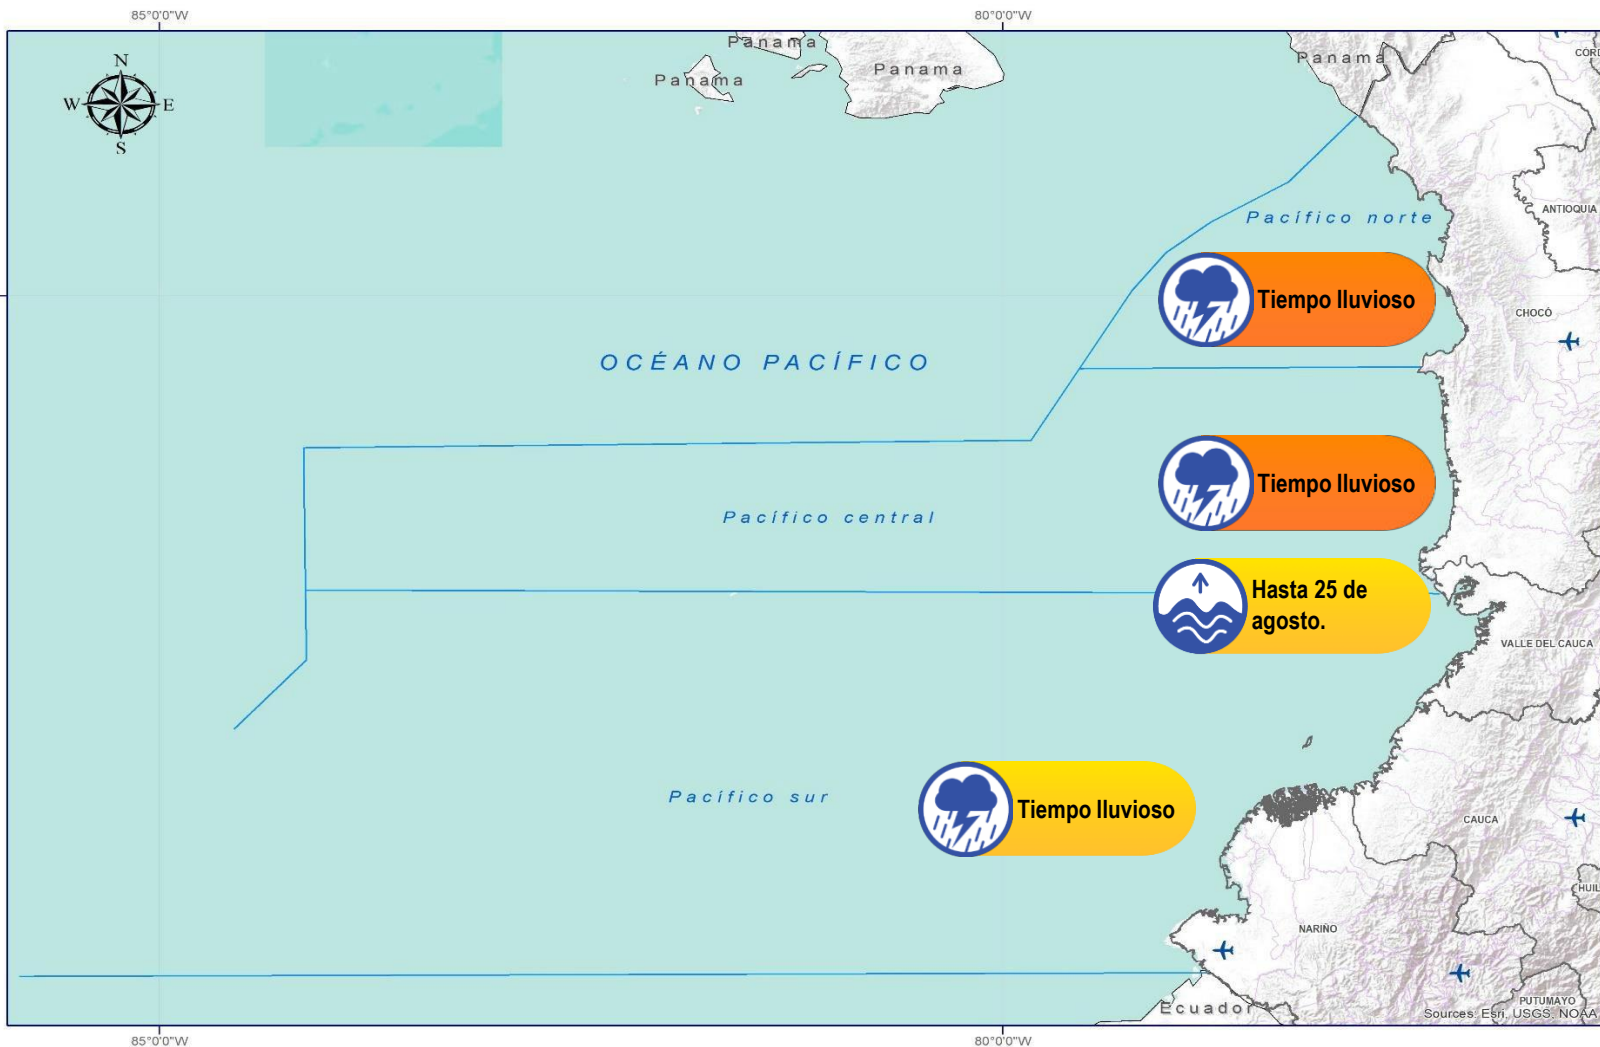 85°0'0"W
80°0'0"W
N
W
E
S
Panama
Panama
Panama
Panama
ANTIOQUIA
Pacífico norte
Tiempo lluvioso
CHOCÓ
OCÉANO PACÍFICO
Tiempo lluvioso
Pacífico central
Hasta 25 de
agosto.
VALLE DEL CAUCA
Pacífico sur
Tiempo lluvioso
CAUCA
NARIÑO
PUTUMAYO
Ecuador
Sources: Esri, USGS, NOAA
85°0'0"W
80°0'0"W